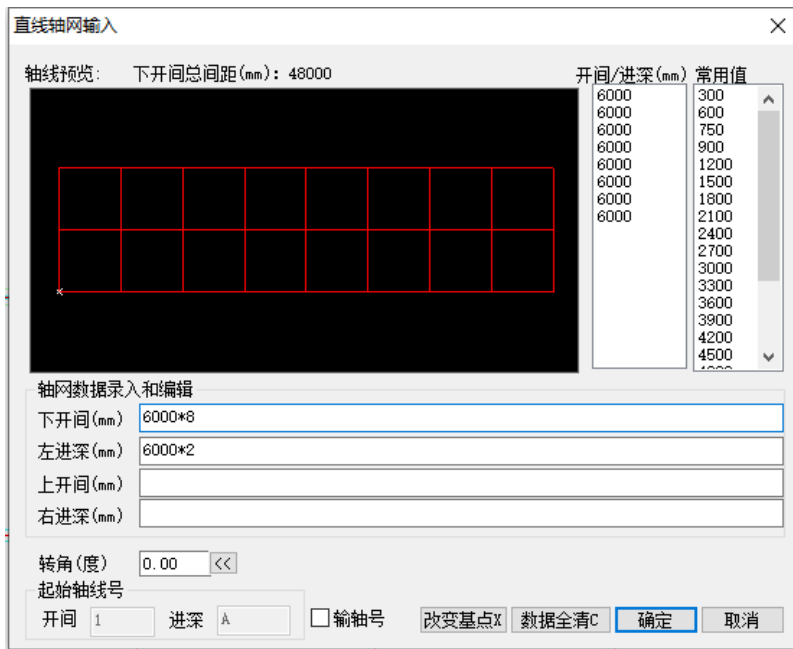 直线轴网输入
轴线预览: 下开间总间距(mm): 48000
开间/进深(mm) 常用值
6000 300
6000 600
6000 750
6000 900
6000 1200
6000 1500
6000 1800
6000 2100
2400
2700
3000
3300
3600
3900
4200
4500
轴网数据录入和编辑
下开间(mm) 6000*8
左进深(mm) 6000*2
上开间(mm)
右进深(mm)
转角(度) 0.00 <<
起始轴线号
开间 1 进深 A 输轴号 改变基点X 数据全清C 确定 取消